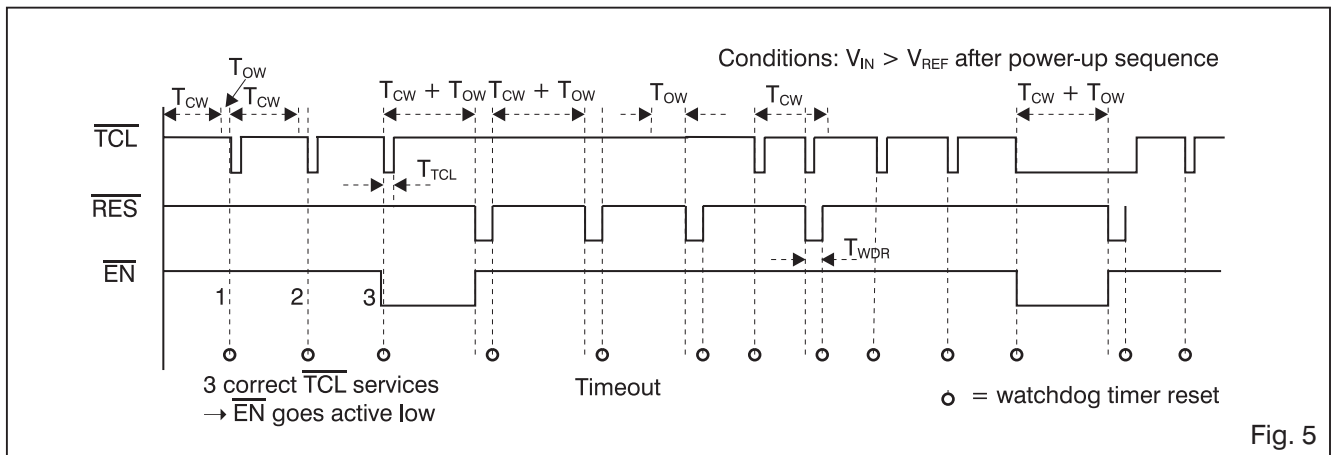 Conditions: VIN > VREF after power-up sequence
TOW
TCW
TCW
TCW + TOW
TCW + TOW
TOW
TCW
TCW + TOW
TCL
TTCL
RES
TWDR
EN
1
2
3
3 correct TCL services
→ EN goes active low
Timeout
= watchdog timer reset
Fig. 5